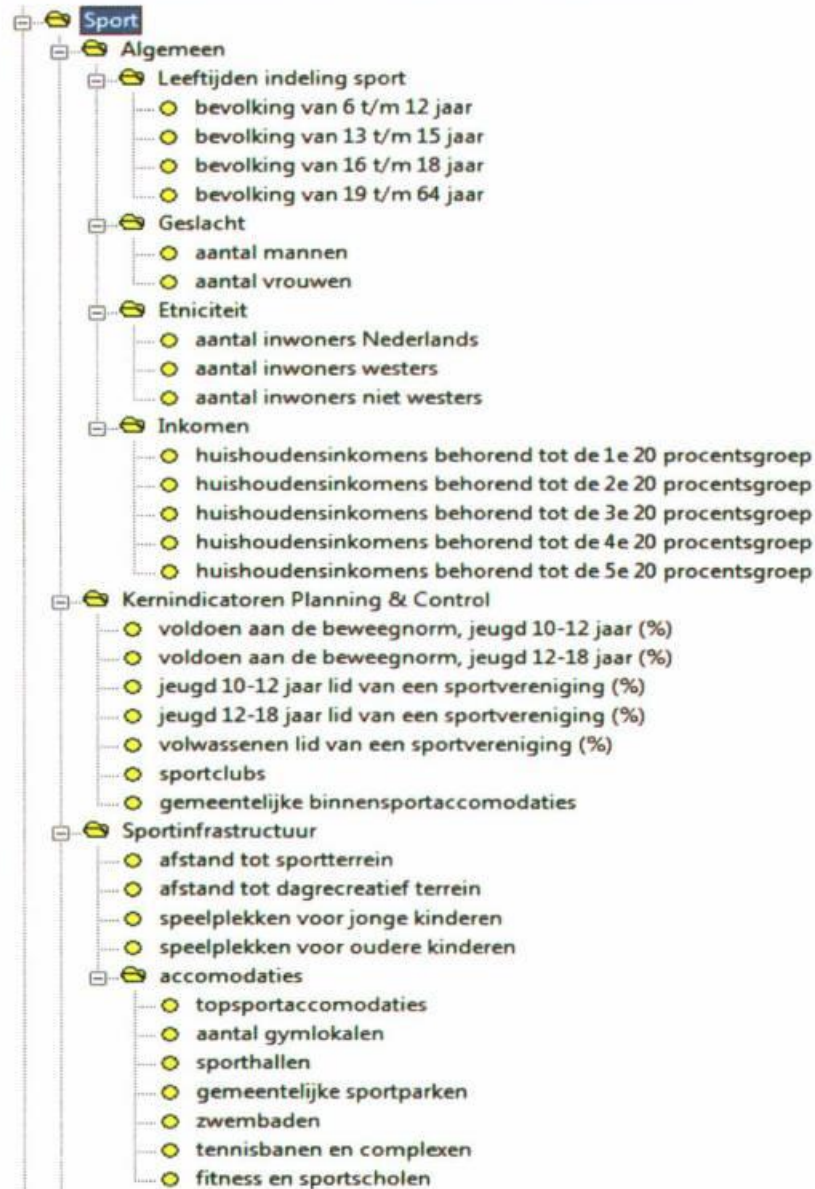 Sport
Algemeen
Leeftijden indeling sport
bevolking van 6 t/m 12 jaar
bevolking van 13 t/m 15 jaar
bevolking van 16 t/m 18 jaar
bevolking van 19 t/m 64 jaar
Geslacht
aantal mannen
aantal vrouwen
Etniciteit
aantal inwoners Nederlands
aantal inwoners westers
aantal inwoners niet westers
Inkomen
huishoudensinkomens behorend tot de 1e 20 procentsgroep
huishoudensinkomens behorend tot de 2e 20 procentsgroep
huishoudensinkomens behorend tot de 3e 20 procentsgroep
huishoudensinkomens behorend tot de 4e 20 procentsgroep
huishoudensinkomens behorend tot de 5e 20 procentsgroep
Kernindicatoren Planning & Control
voldoen aan de beweegnorm, jeugd 10-12 jaar (%)
voldoen aan de beweegnorm, jeugd 12-18 jaar (%)
jeugd 10-12 jaar lid van een sportvereniging (%)
jeugd 12-18 jaar lid van een sportvereniging (%)
volwassenen lid van een sportvereniging (%)
sportclubs
gemeentelijke binnensportaccomodaties
Sportinfrastructuur
afstand tot sportterrein
afstand tot dagrecreatief terrein
speelplekken voor jonge kinderen
speelplekken voor oudere kinderen
accomodaties
topsportaccomodaties
aantal gymlokalen
sporthallen
gemeentelijke sportparken
zwembaden
tennisbanen en complexen
fitness en sportscholen